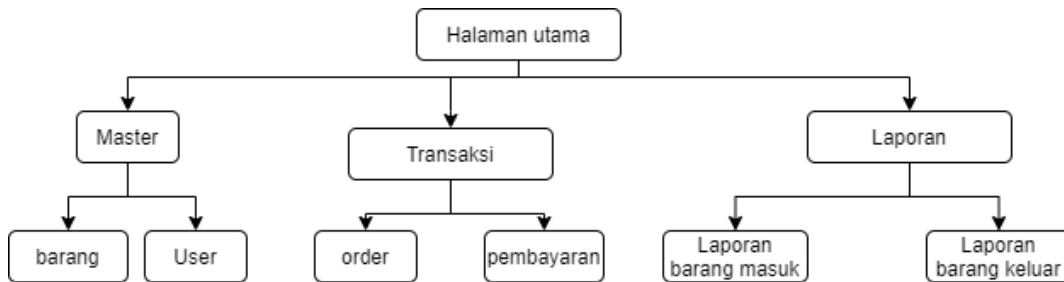 Halaman utama
Master
Transaksi
Laporan
barang
User
order
pembayaran
Laporan
barang masuk
Laporan
barang keluar